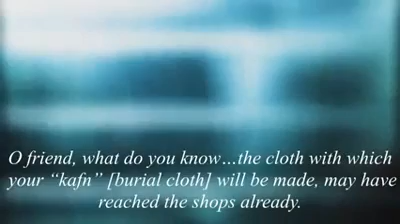 O friend, what do you know…the cloth with which
your “kafn” [burial cloth] will be made, may have
reached the shops already.